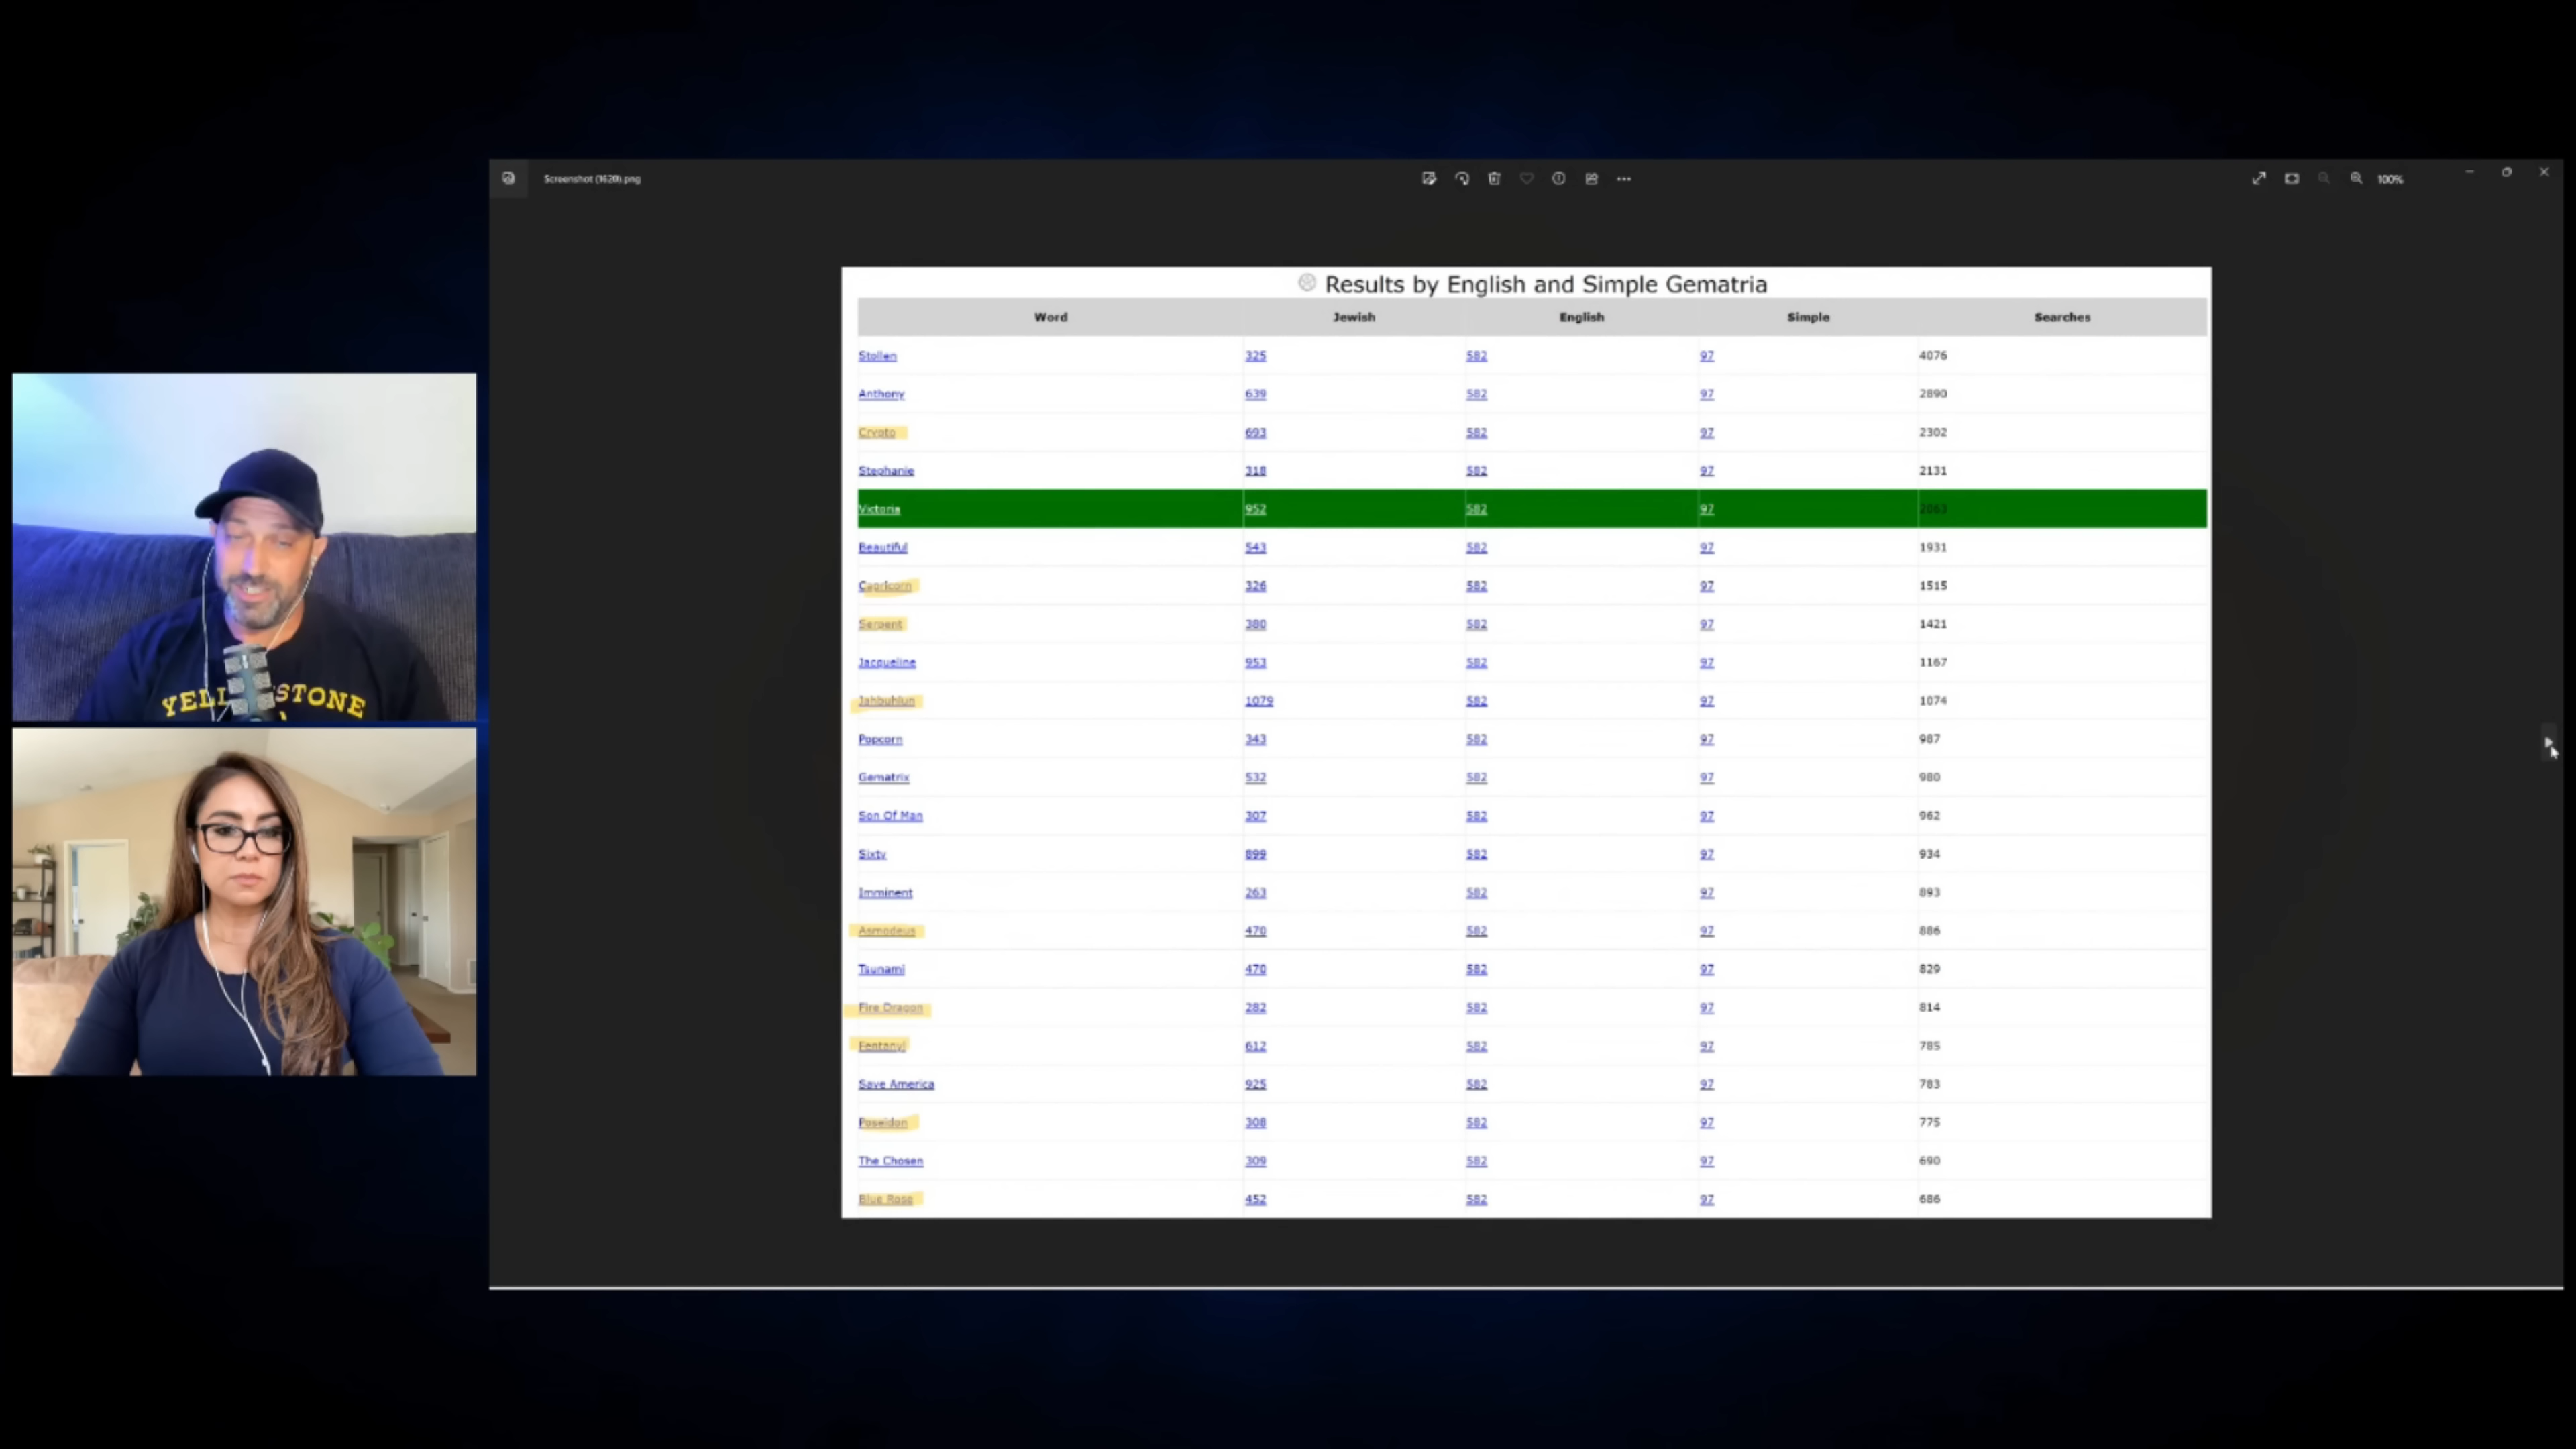 Screenshot (1620).png
100%
Results by English and Simple Gematria
Word Jewish English Simple Searches
Stollen 325 582 97 4076
Anthony 639 582 97 2890
Crypto 693 582 97 2302
Stephanie 318 582 97 2131
Victoria 952 582 97
Beautiful 543 582 97 1931
Capricorn 326 582 97 1515
Serpent 380 582 97 1421
Jacqueline 953 582 97 1167
Jahbuhlun 1079 582 97 1074
Popcorn 343 582 97 987
Gematrix 532 582 97 980
Son Of Man 307 582 97 962
Sixty 899 582 97 934
Imminent 263 582 97 893
Asmodeus 470 582 97 886
Tsunami 470 582 97 829
Fire Dragon 282 582 97 814
Fentanyl 612 582 97 785
Save America 925 582 97 783
Poseidon 308 582 97 775
The Chosen 309 582 97 690
Blue Rose 452 582 97 686